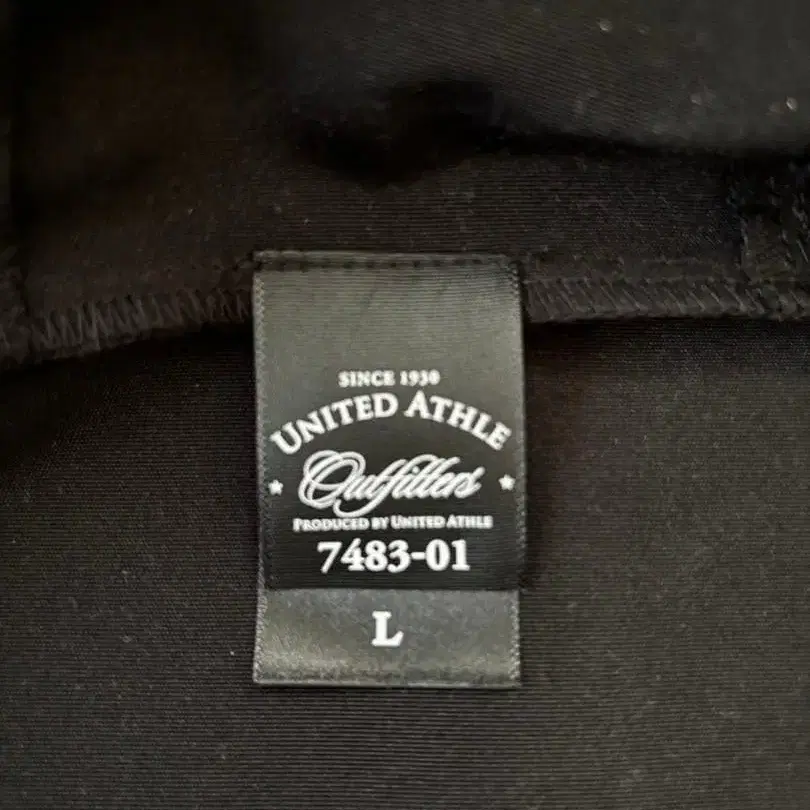 SINCE 1930
UNITED ATHLE
Outfitters
PRODUCED BY UNITED ATHLE
7483-01
L